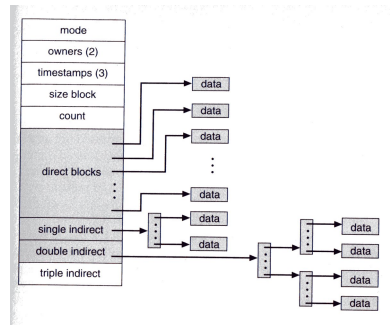 mode
owners (2)
timestamps (3)
size block
count
direct blocks
single indirect
double indirect
triple indirect
data
data
data
data
data
data
data
data
data
data